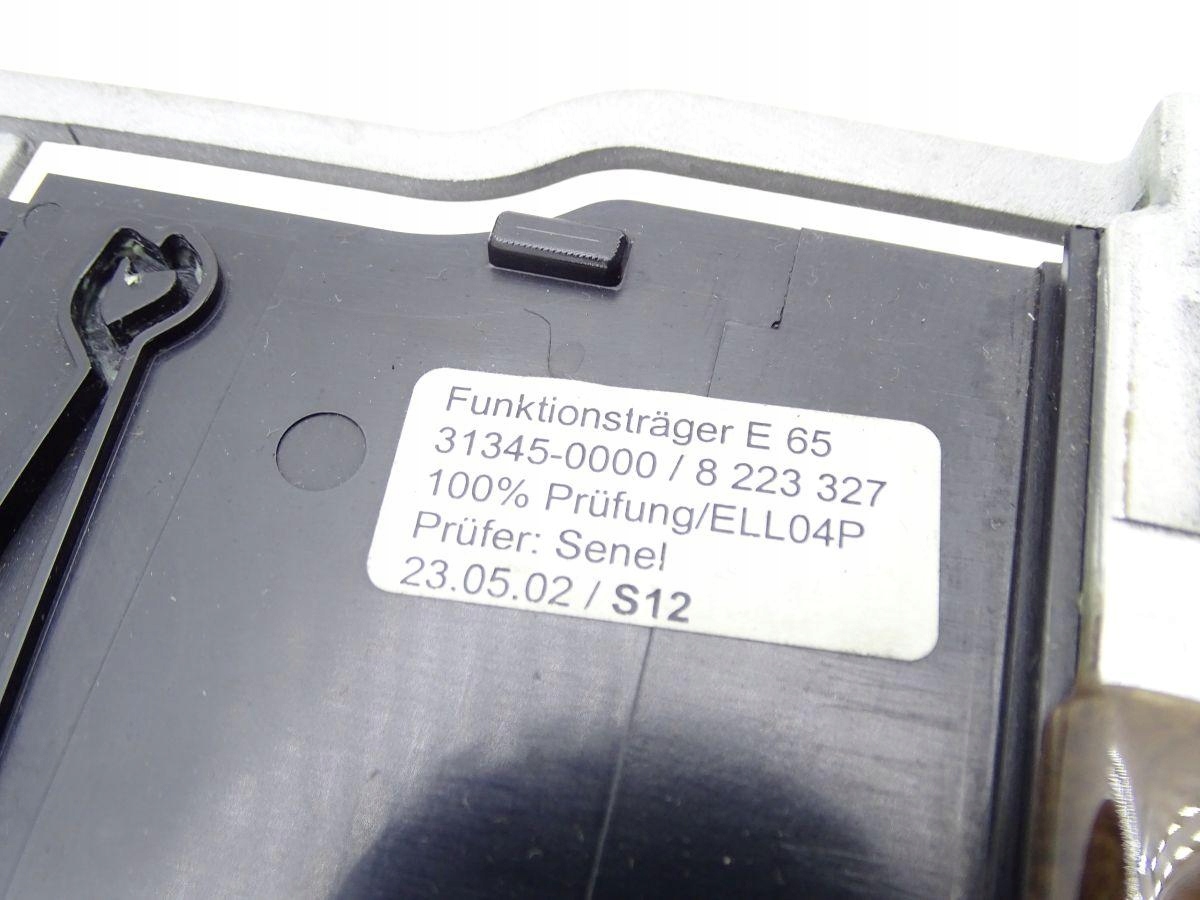 Funktionsträger E 65
31345-0000 / 8 223 327
100% Prüfung/ELL04P
Prüfer: Senel
23.05.02 / S12